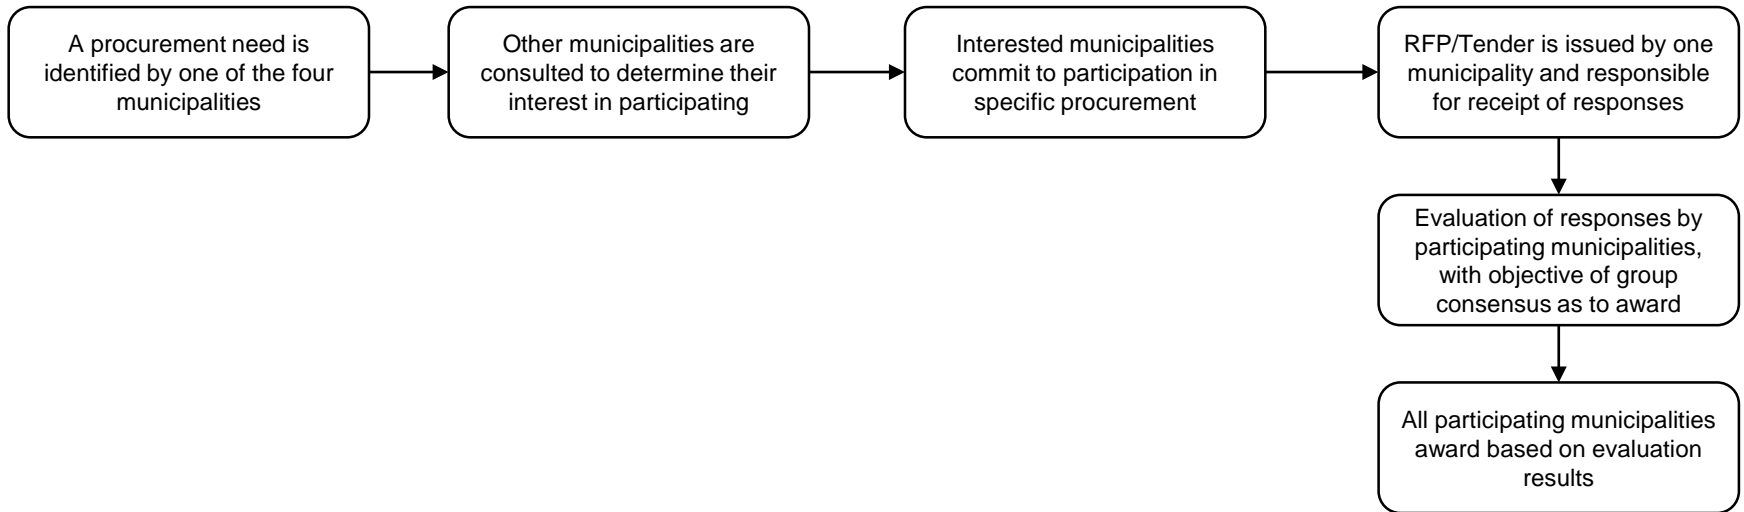 A procurement need is
identified by one of the four
municipalities
Other municipalities are
consulted to determine their
interest in participating
Interested municipalities
commit to participation in
specific procurement
RFP/Tender is issued by one
municipality and responsible
for receipt of responses
Evaluation of responses by
participating municipalities,
with objective of group
consensus as to award
All participating municipalities
award based on evaluation
results